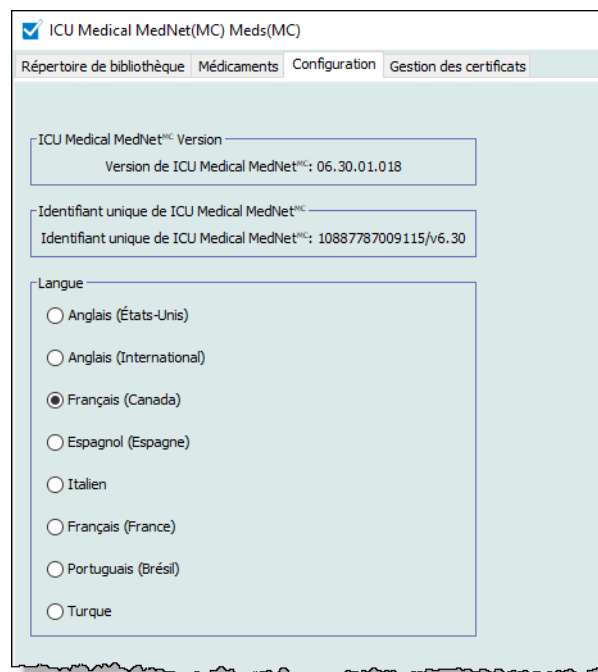 ICU Medical MedNet(MC) Meds(MC)
Répertoire de bibliothèque Médicaments Configuration Gestion des certificats
ICU Medical MedNetᴹᶜ Version
Version de ICU Medical MedNetᴹᶜ: 06.30.01.018
Identifiant unique de ICU Medical MedNetᴹᶜ
Identifiant unique de ICU Medical MedNetᴹᶜ: 10887787009115/v6.30
Langue
Anglais (États-Unis)
Anglais (International)
Français (Canada)
Espagnol (Espagne)
Italien
Français (France)
Portuguais (Brésil)
Turque